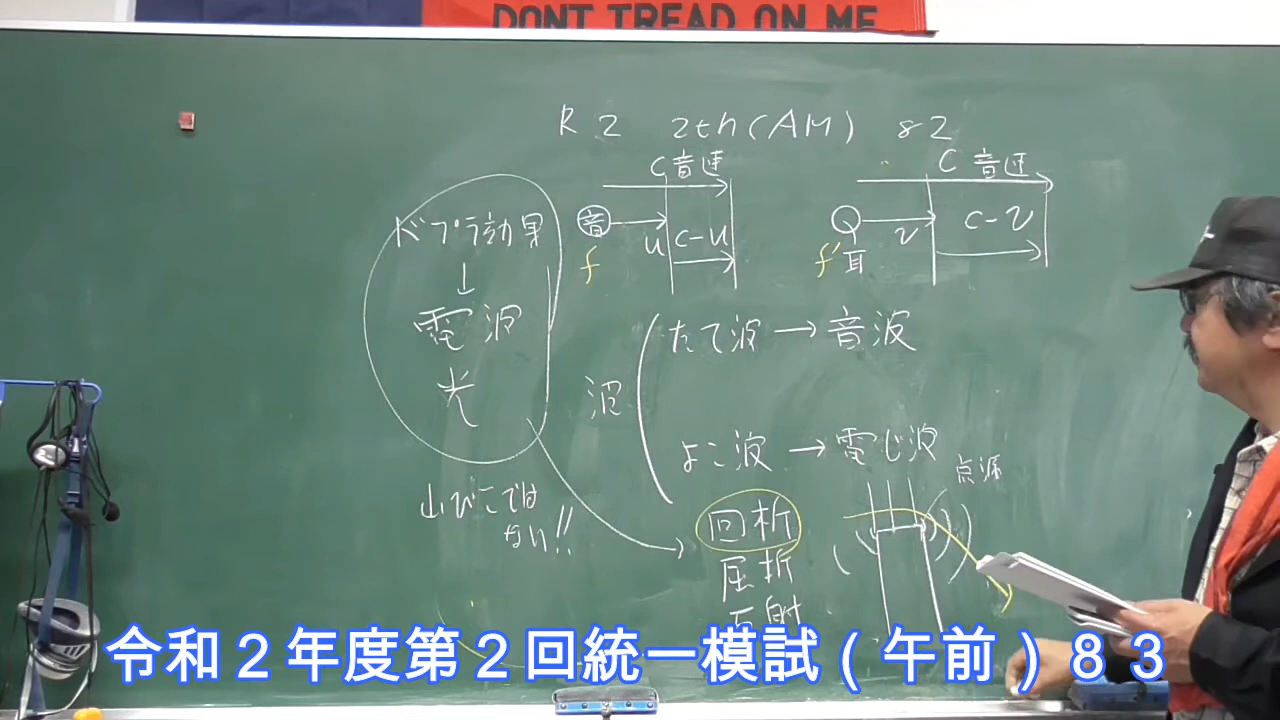 DONT TREAD ON ME
R2 2th(AM) 82
C音速
C 音速
ドプラ効果
音
u
C-u
f
v
C-v
f'
耳
↓
電波
光
波
たて波→音波
よこ波→電じ波
点源
山びこでは
ない!!
回折
屈折
反射
令和2年度第2回統一模試(午前)83